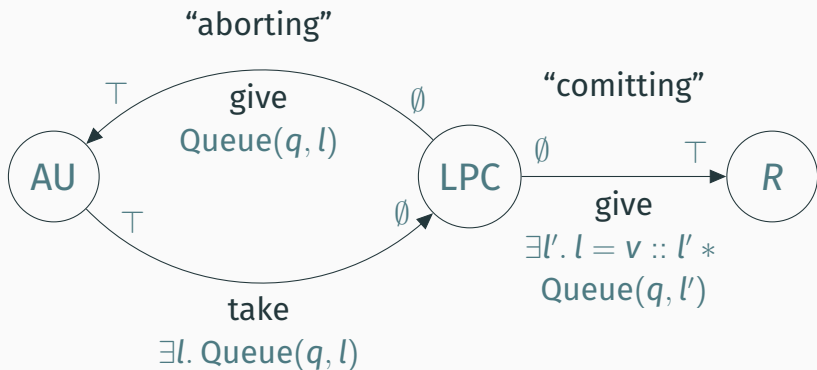 “aborting”
⊤
give
∅
Queue(q, l)
“comitting”
AU
LPC
∅
⊤
R
give
∃l′. l = v :: l′ ∗
Queue(q, l′)
⊤
∅
take
∃l. Queue(q, l)